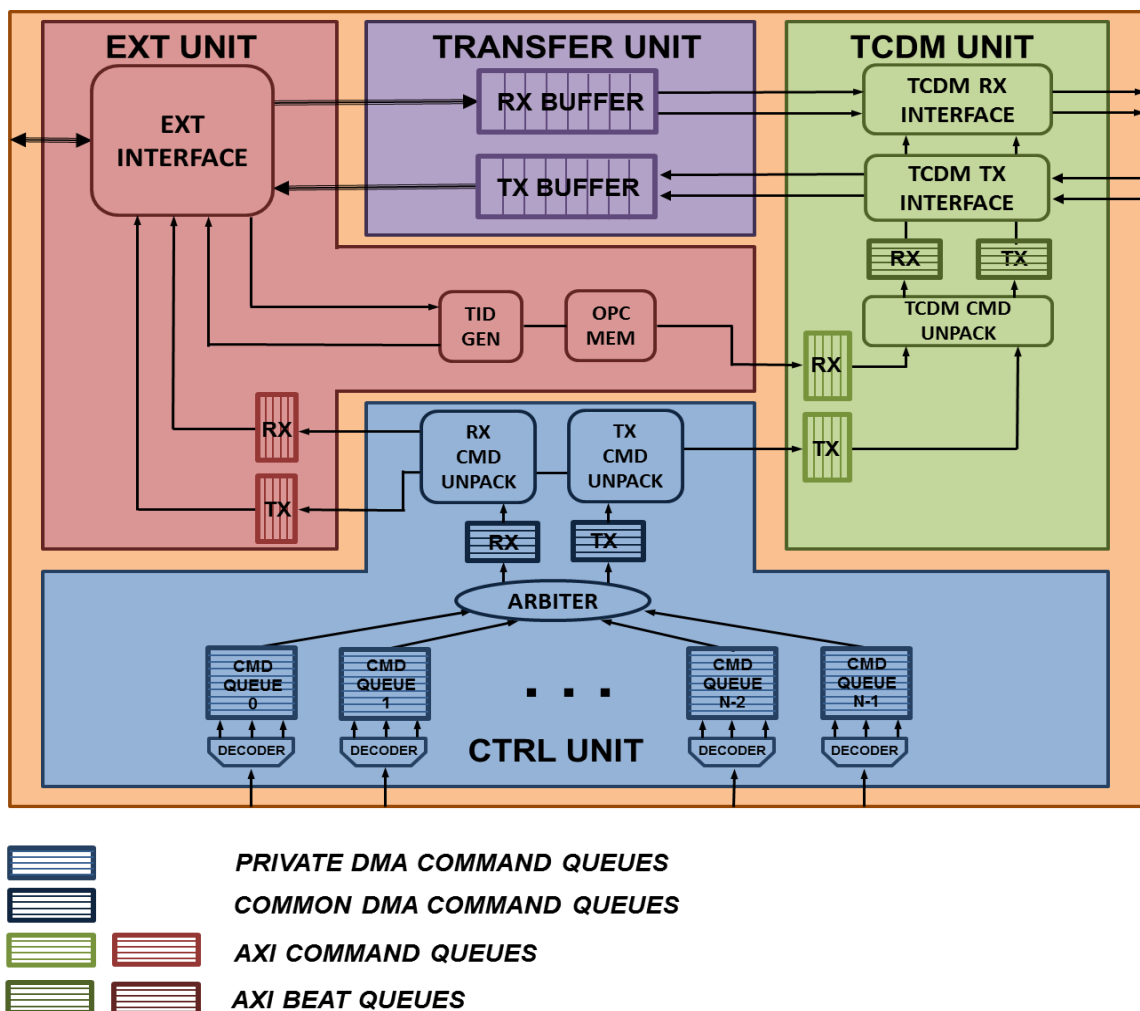 EXT UNIT
TRANSFER UNIT
TCDM UNIT
EXT
INTERFACE
RX BUFFER
TX BUFFER
TCDM RX
INTERFACE
TCDM TX
INTERFACE
RX
TX
TCDM CMD
UNPACK
TID
GEN
OPC
MEM
RX
TX
RX
TX
RX
CMD
UNPACK
TX
CMD
UNPACK
RX
TX
ARBITER
CMD
QUEUE
0
CMD
QUEUE
1
. . .
CMD
QUEUE
N-2
CMD
QUEUE
N-1
DECODER
DECODER
DECODER
DECODER
CTRL UNIT
PRIVATE DMA COMMAND QUEUES
COMMON DMA COMMAND QUEUES
AXI COMMAND QUEUES
AXI BEAT QUEUES